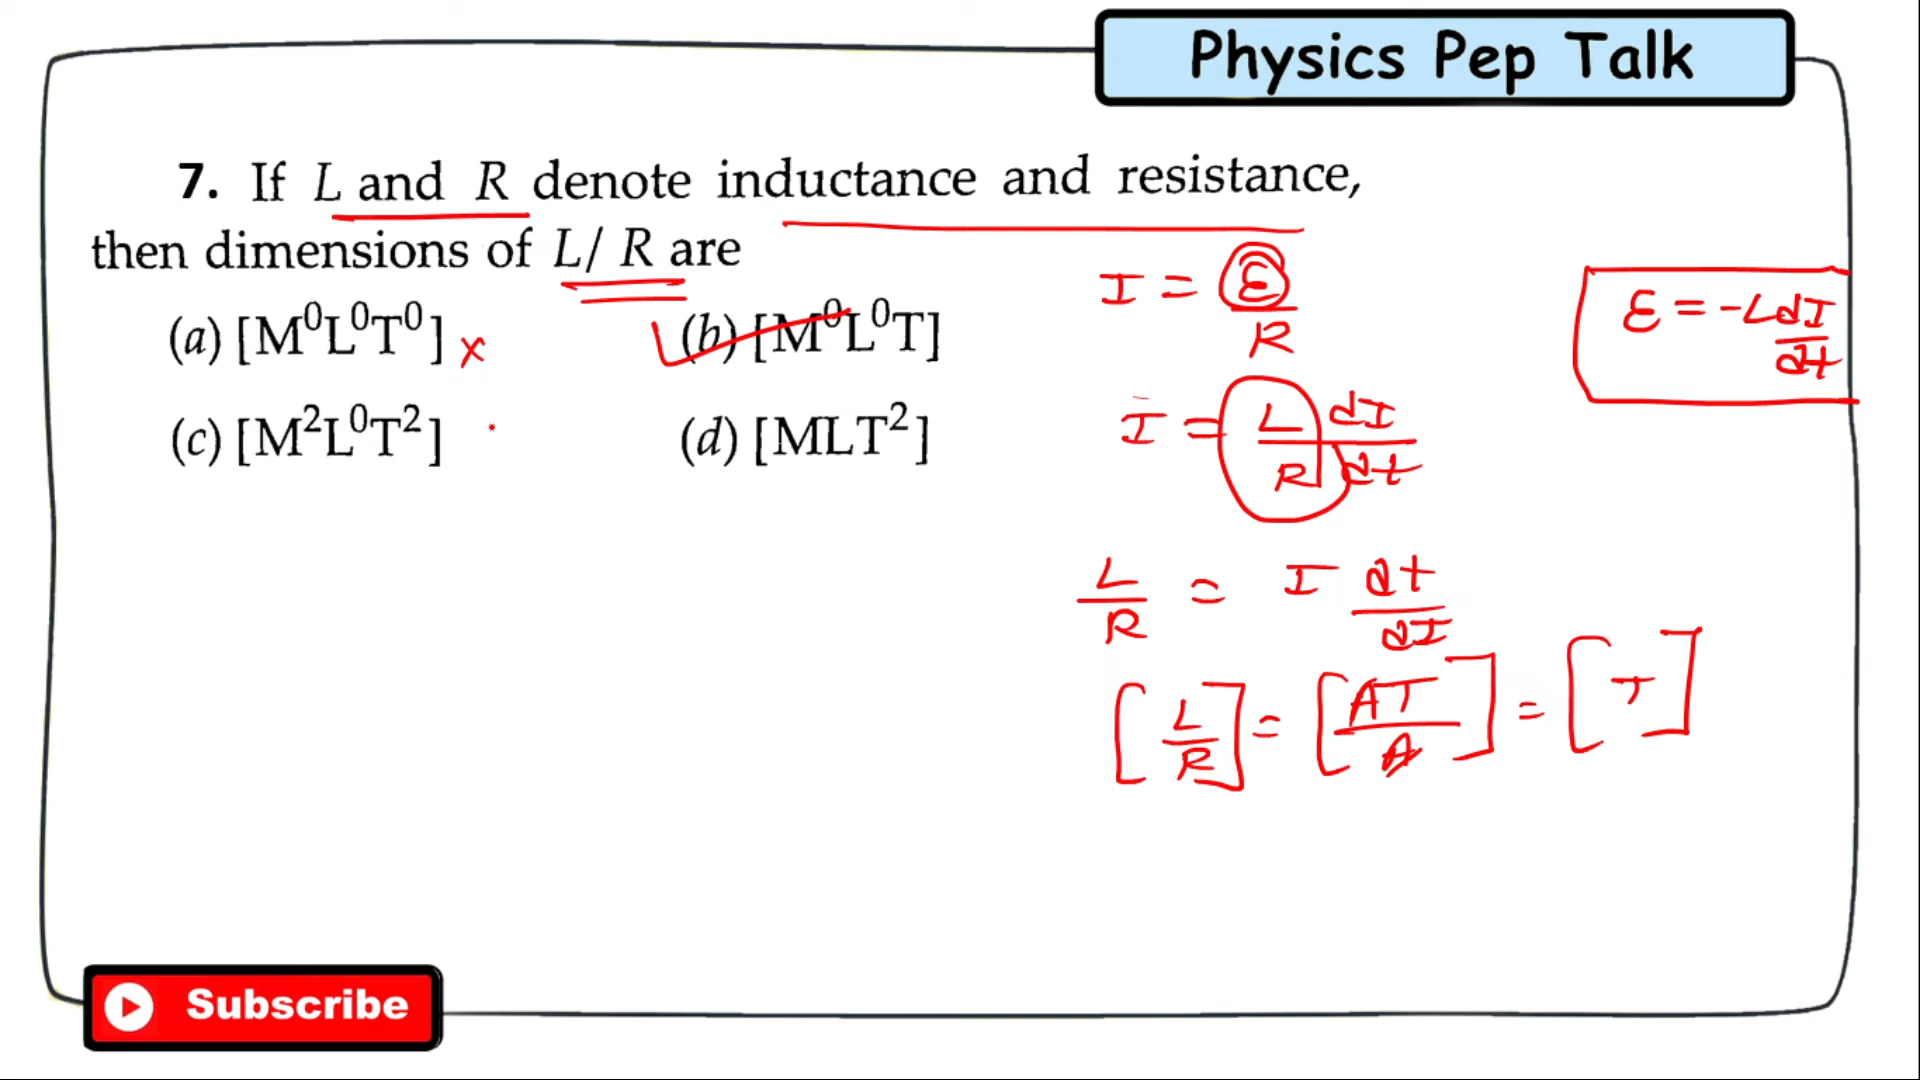 Physics Pep Talk
7. If L and R denote inductance and resistance,
then dimensions of L/ R are
(a) [M⁰L⁰T⁰] x (b) [M⁰L⁰T]
(c) [M²L⁰T²] (d) [MLT²]
I = Ɛ/R
Ɛ = -L dI/dt
I = L/R dI/dt
L/R = I dt/dI
[L/R] = [AT/A] = [T]
Subscribe